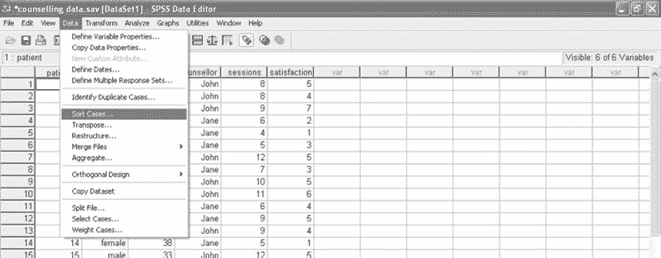 *counselling data.sav [DataSet1] - SPSS Data Editor
File Edit View Data Transform Analyze Graphs Utilities Window Help
1 : patient Visible: 6 of 6 Variables
Define Variable Properties...
Copy Data Properties...
New Custom Attribute...
Define Dates...
Define Multiple Response Sets...
Identify Duplicate Cases...
Sort Cases...
Transpose...
Restructure...
Merge Files
Aggregate...
Orthogonal Design
Copy Dataset
Split File...
Select Cases...
Weight Cases...
sessions satisfaction var var var var var var
1 John 8 5
2 John 8 4
3 John 9 7
4 Jane 6 2
5 Jane 4 1
6 Jane 5 3
7 John 12 5
8 Jane 7 3
9 John 10 5
10 John 11 6
11 Jane 6 4
12 9 5
13 9 4
14 14 female 38 Jane 5 1
15 15 male 33 John 12 5